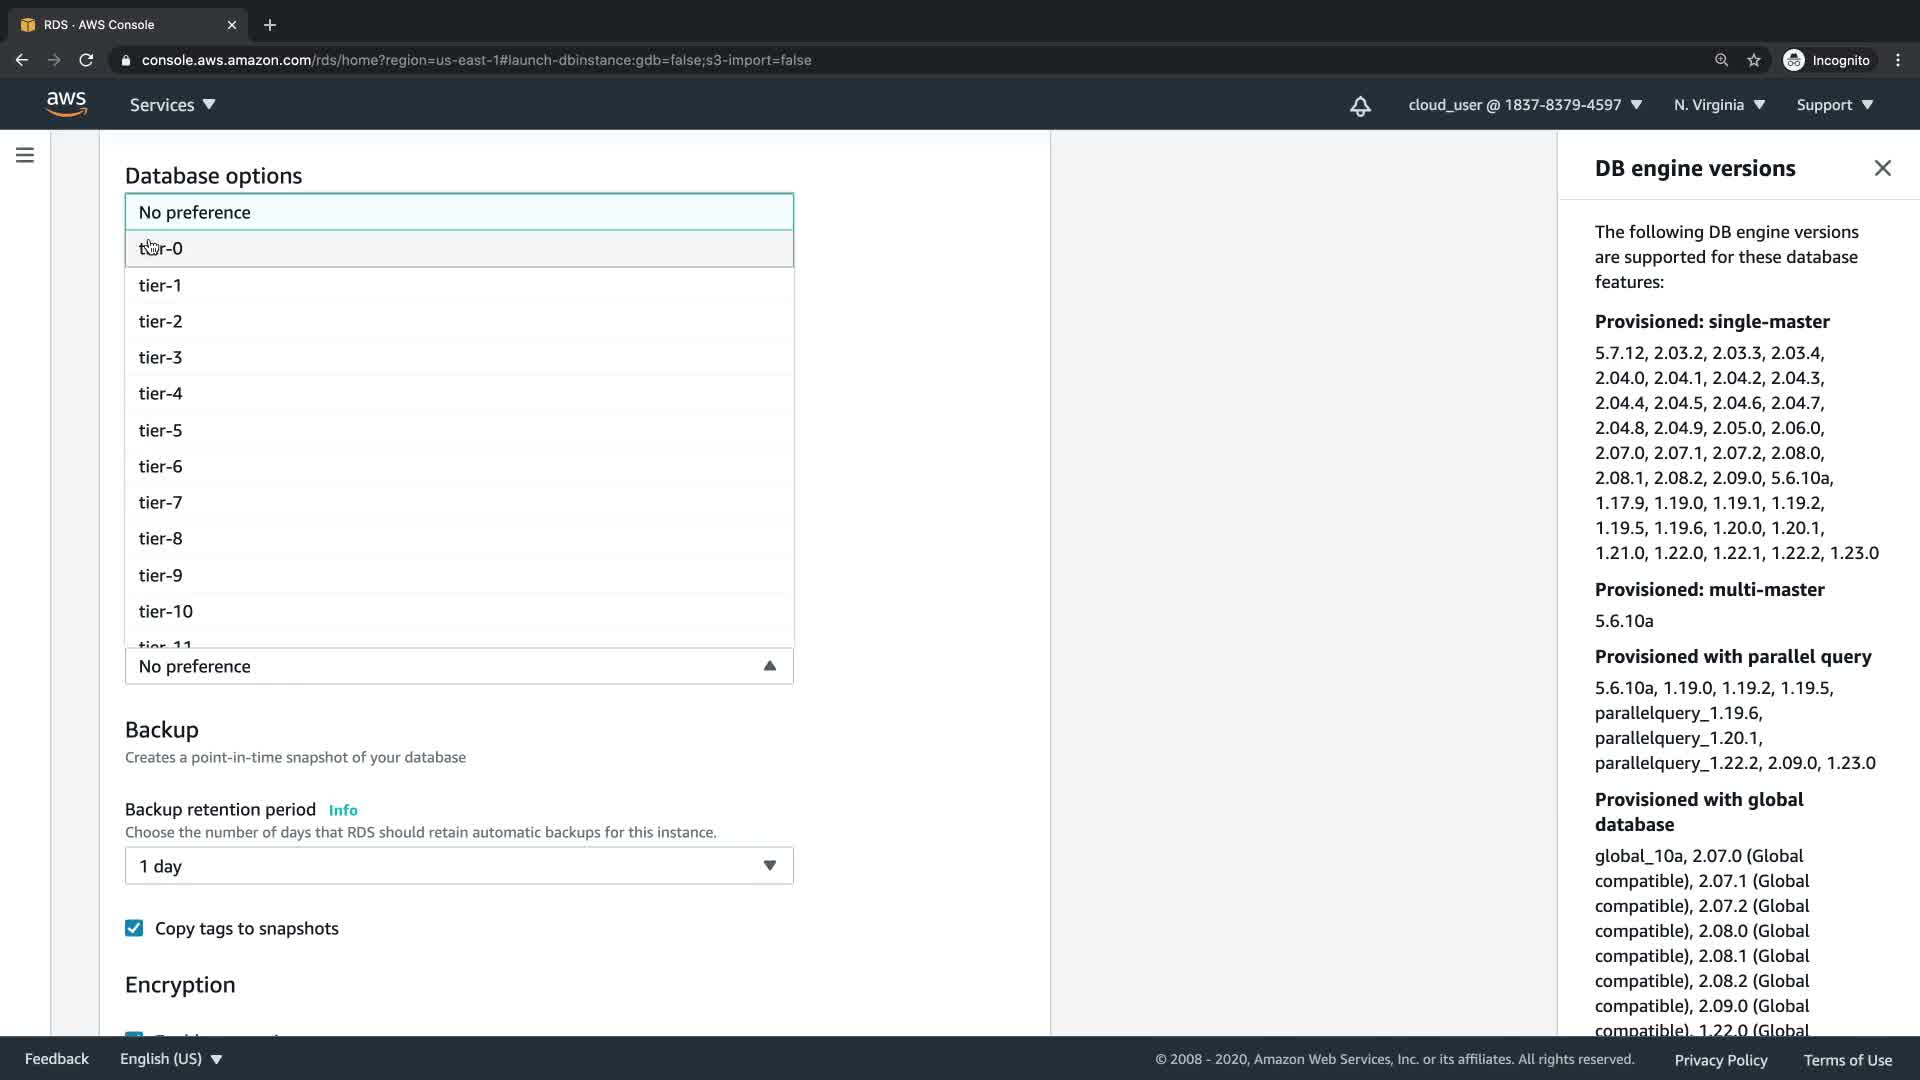 RDS · AWS Console
console.aws.amazon.com/rds/home?region=us-east-1#launch-dbinstance:gdb=false;s3-import=false
Incognito
aws
Services
cloud_user @ 1837-8379-4597
N. Virginia
Support
Database options
No preference
tier-0
tier-1
tier-2
tier-3
tier-4
tier-5
tier-6
tier-7
tier-8
tier-9
tier-10
tier-11
No preference
Backup
Creates a point-in-time snapshot of your database
Backup retention period Info
Choose the number of days that RDS should retain automatic backups for this instance.
1 day
Copy tags to snapshots
Encryption
DB engine versions
The following DB engine versions
are supported for these database
features:
Provisioned: single-master
5.7.12, 2.03.2, 2.03.3, 2.03.4,
2.04.0, 2.04.1, 2.04.2, 2.04.3,
2.04.4, 2.04.5, 2.04.6, 2.04.7,
2.04.8, 2.04.9, 2.05.0, 2.06.0,
2.07.0, 2.07.1, 2.07.2, 2.08.0,
2.08.1, 2.08.2, 2.09.0, 5.6.10a,
1.17.9, 1.19.0, 1.19.1, 1.19.2,
1.19.5, 1.19.6, 1.20.0, 1.20.1,
1.21.0, 1.22.0, 1.22.1, 1.22.2, 1.23.0
Provisioned: multi-master
5.6.10a
Provisioned with parallel query
5.6.10a, 1.19.0, 1.19.2, 1.19.5,
parallelquery_1.19.6,
parallelquery_1.20.1,
parallelquery_1.22.2, 2.09.0, 1.23.0
Provisioned with global
database
global_10a, 2.07.0 (Global
compatible), 2.07.1 (Global
compatible), 2.07.2 (Global
compatible), 2.08.0 (Global
compatible), 2.08.1 (Global
compatible), 2.08.2 (Global
compatible), 2.09.0 (Global
compatible), 1.22.0 (Global
Feedback
English (US)
© 2008 - 2020, Amazon Web Services, Inc. or its affiliates. All rights reserved.
Privacy Policy
Terms of Use